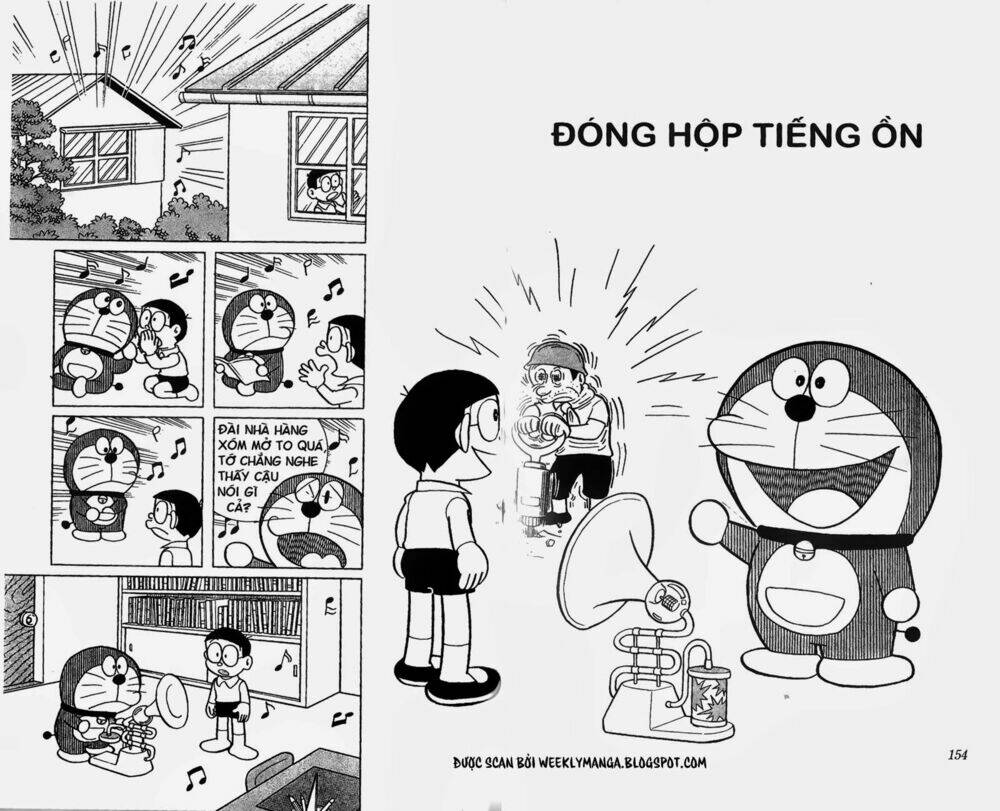 ĐÓNG HỘP TIẾNG ỒN
ĐÀI NHÀ HÀNG
XÓM MỞ TO QUÁ,
TỚ CHẲNG NGHE
THẤY CẬU
NÓI GÌ
CẢ?
ĐƯỢC SCAN BỞI WEEKLYMANGA.BLOGSPOT.COM
154